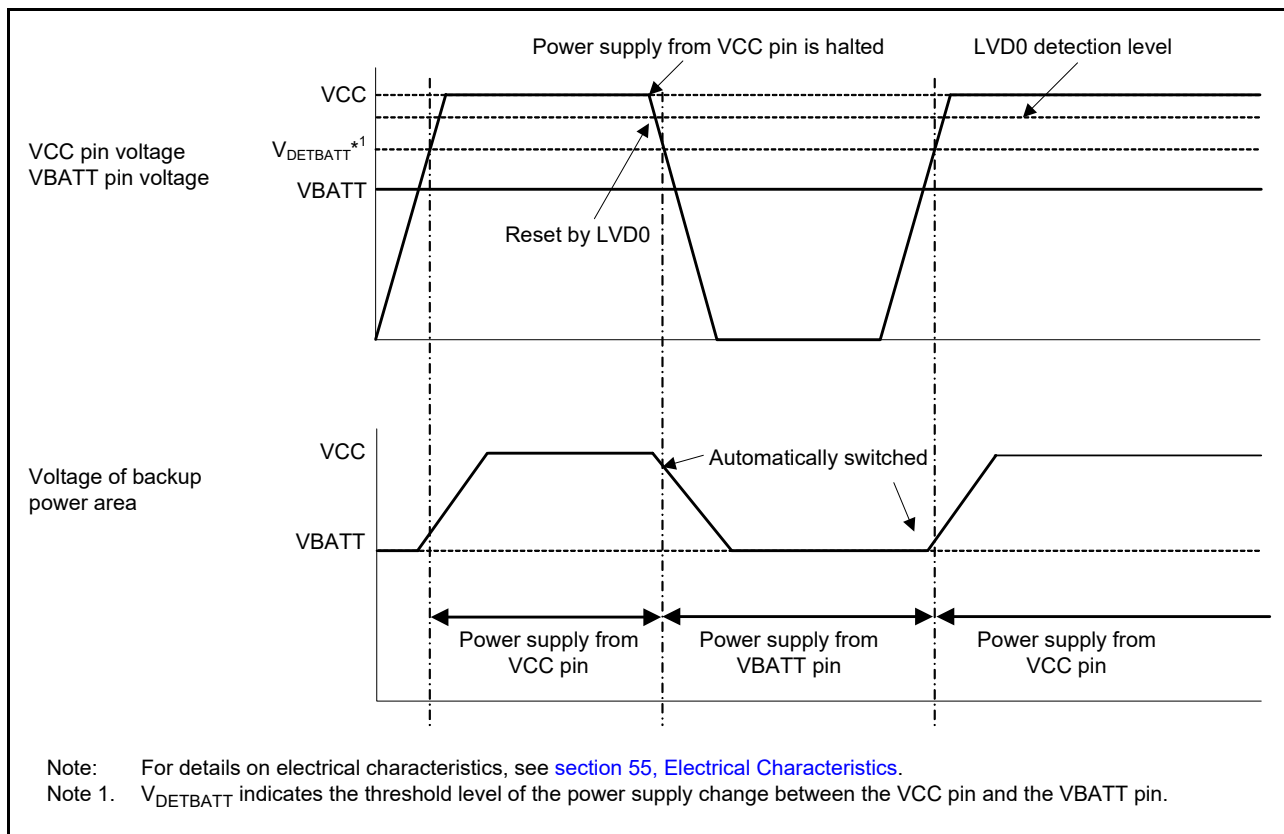 Power supply from VCC pin is halted
LVD0 detection level
VCC
VCC pin voltage
VBATT pin voltage
VDETBATT*1
VBATT
Reset by LVD0
Voltage of backup
power area
VCC
Automatically switched
VBATT
Power supply from
VCC pin
Power supply from
VBATT pin
Power supply from
VCC pin
Note: For details on electrical characteristics, see section 55, Electrical Characteristics.
Note 1. VDETBATT indicates the threshold level of the power supply change between the VCC pin and the VBATT pin.